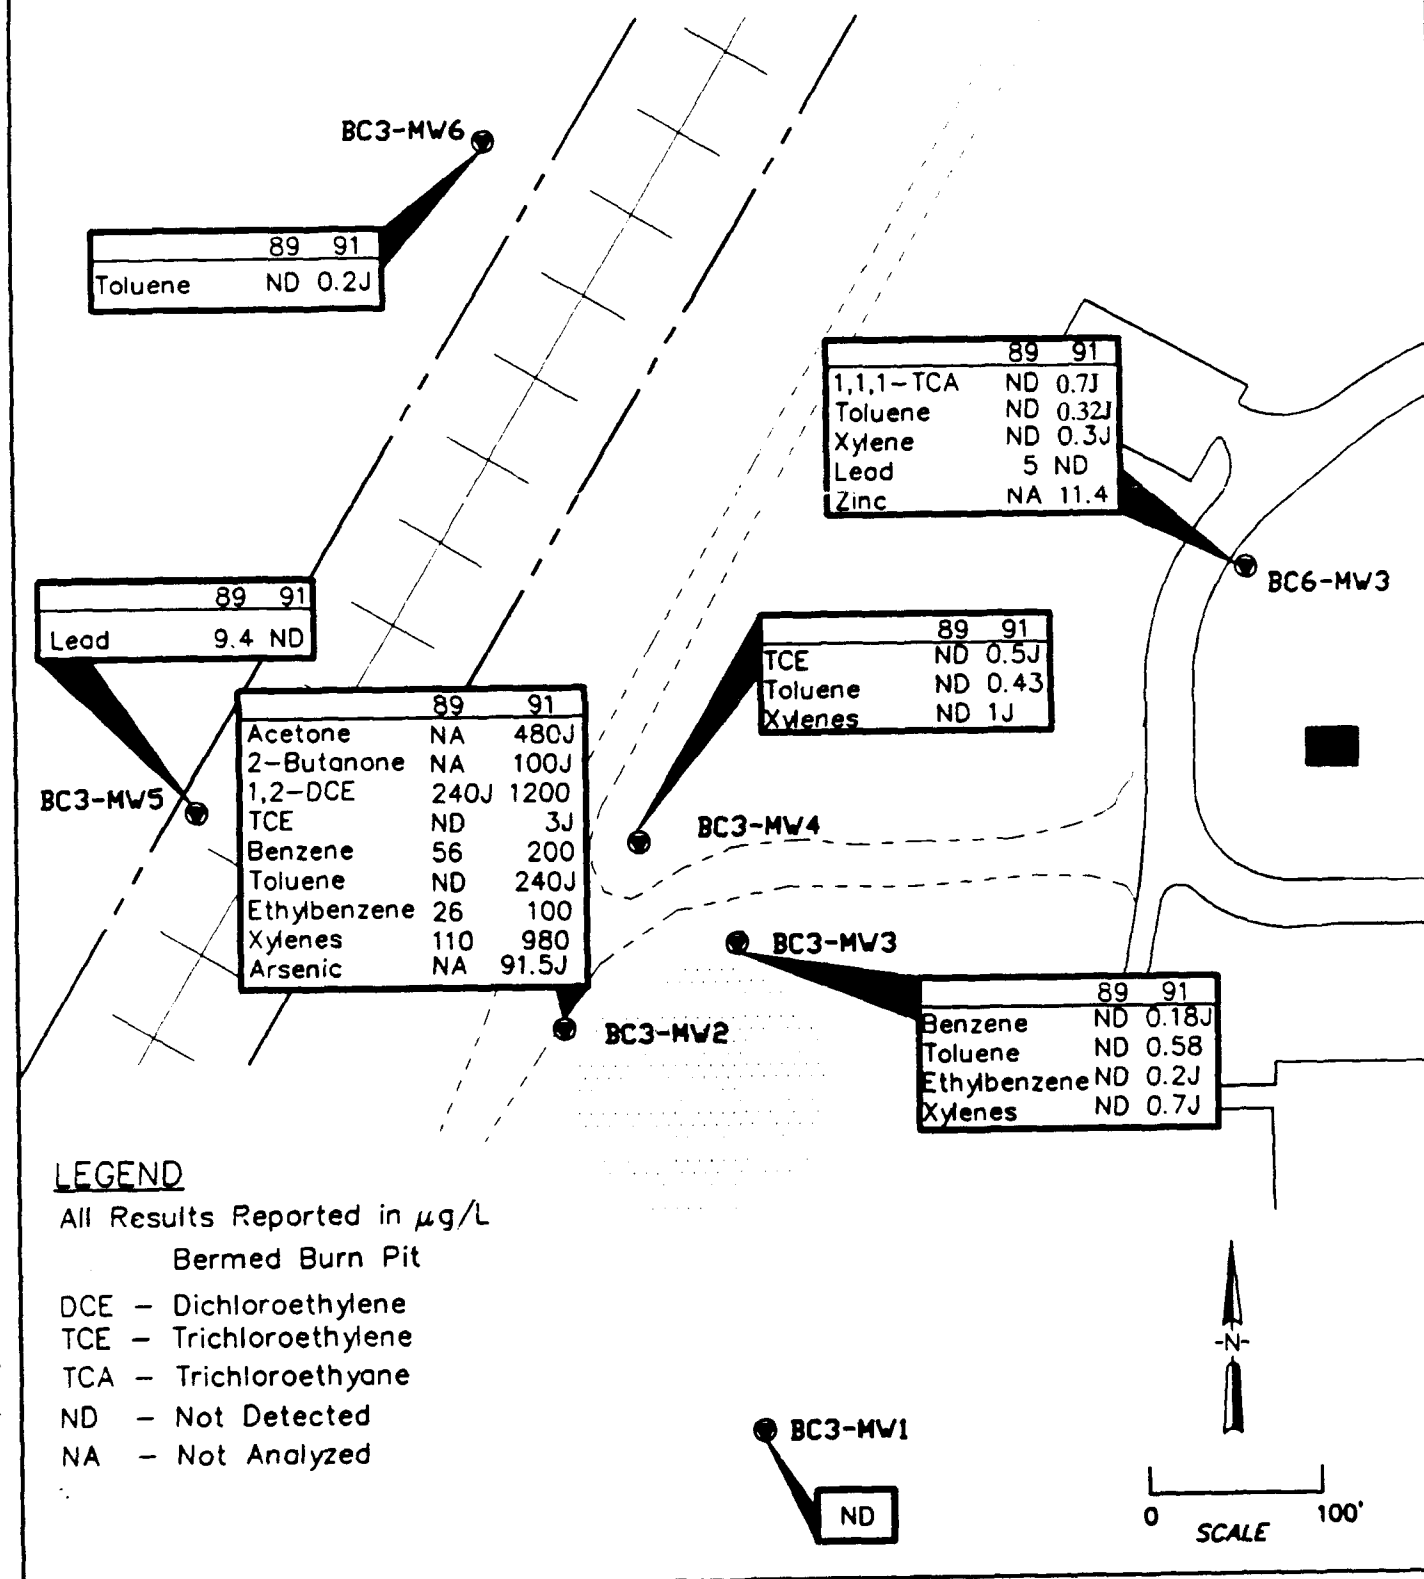 BC3-MW6
89 91
Toluene ND 0.2J
89 91
1,1,1-TCA ND 0.7J
Toluene ND 0.32J
Xylene ND 0.3J
Lead 5 ND
Zinc NA 11.4
BC6-MW3
89 91
Lead 9.4 ND
BC3-MW5
89 91
TCE ND 0.5J
Toluene ND 0.43
Xylenes ND 1J
BC3-MW4
89 91
Acetone NA 480J
2-Butanone NA 100J
1,2-DCE 240J 1200
TCE ND 3J
Benzene 56 200
Toluene ND 240J
Ethylbenzene 26 100
Xylenes 110 980
Arsenic NA 91.5J
BC3-MW2
BC3-MW3
89 91
Benzene ND 0.18J
Toluene ND 0.58
Ethylbenzene ND 0.2J
Xylenes ND 0.7J
LEGEND
All Results Reported in μg/L
Bermed Burn Pit
DCE - Dichloroethylene
TCE - Trichloroethylene
TCA - Trichloroethyane
ND - Not Detected
NA - Not Analyzed
BC3-MW1
ND
-N-
0 100'
SCALE